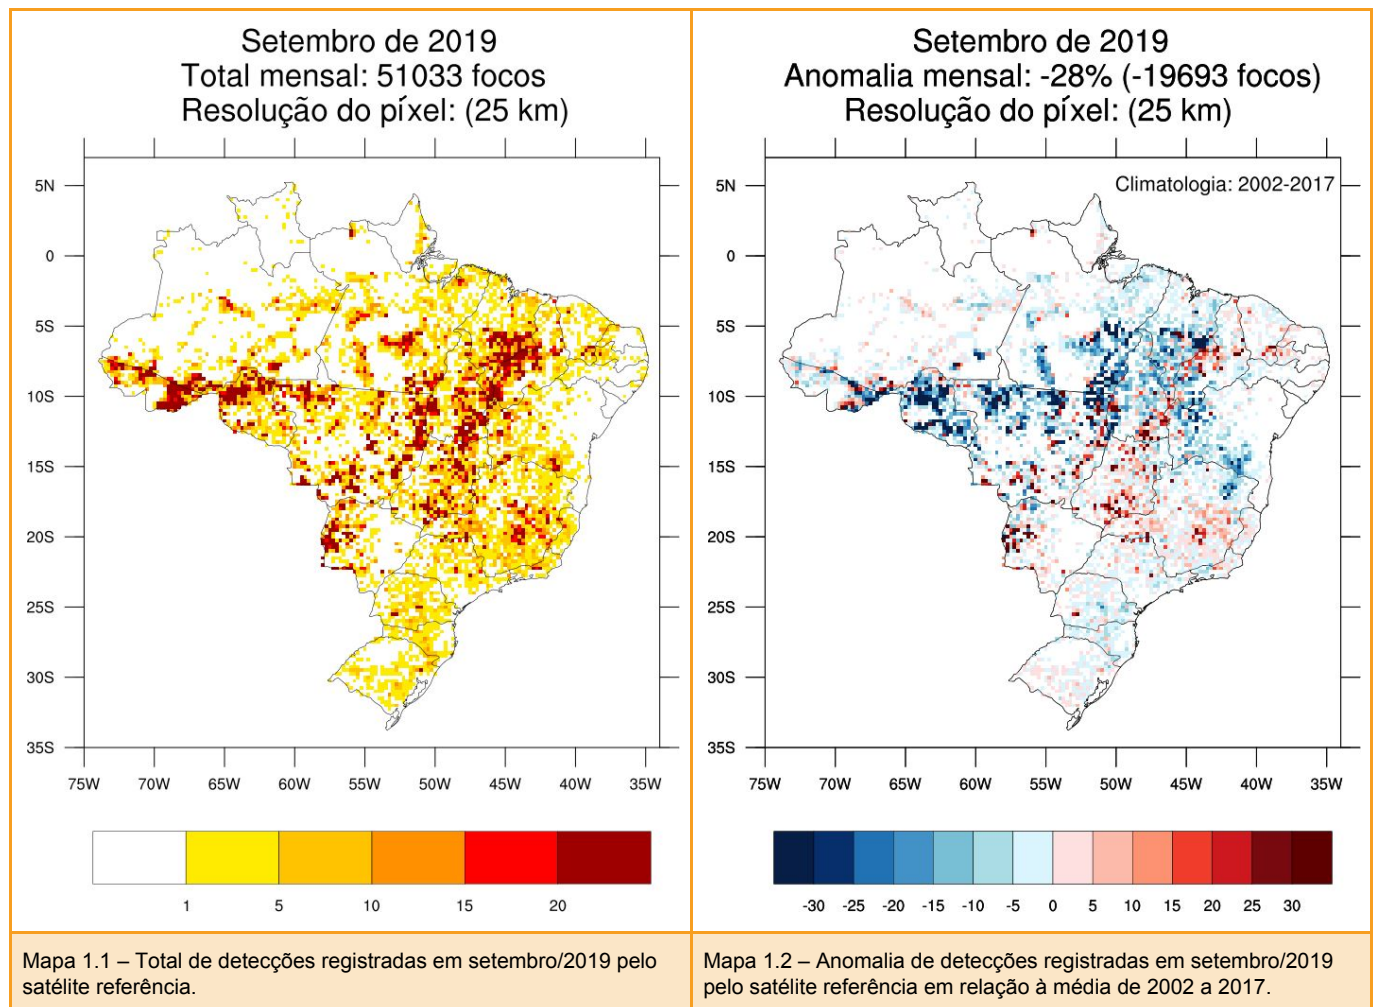 Setembro de 2019
Total mensal: 51033 focos
Resolução do píxel: (25 km)
5N
0
5S
10S
15S
20S
25S
30S
35S
75W 70W 65W 60W 55W 50W 45W 40W 35W
1 5 10 15 20
Mapa 1.1 – Total de detecções registradas em setembro/2019 pelo
satélite referência.
Setembro de 2019
Anomalia mensal: -28% (-19693 focos)
Resolução do píxel: (25 km)
Climatologia: 2002-2017
5N
0
5S
10S
15S
20S
25S
30S
35S
75W 70W 65W 60W 55W 50W 45W 40W 35W
-30 -25 -20 -15 -10 -5 0 5 10 15 20 25 30
Mapa 1.2 – Anomalia de detecções registradas em setembro/2019
pelo satélite referência em relação à média de 2002 a 2017.